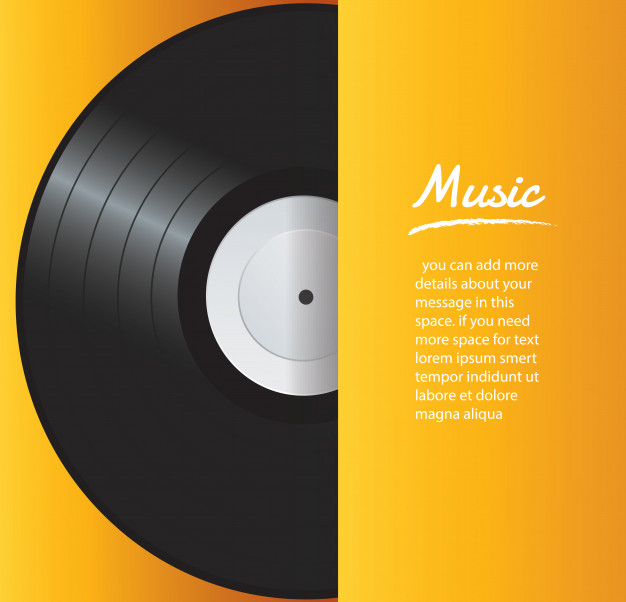 Music
you can add more
details about your
message in this
space. if you need
more space for text
lorem ipsum smert
tempor indidunt ut
labore et dolore
magna aliqua